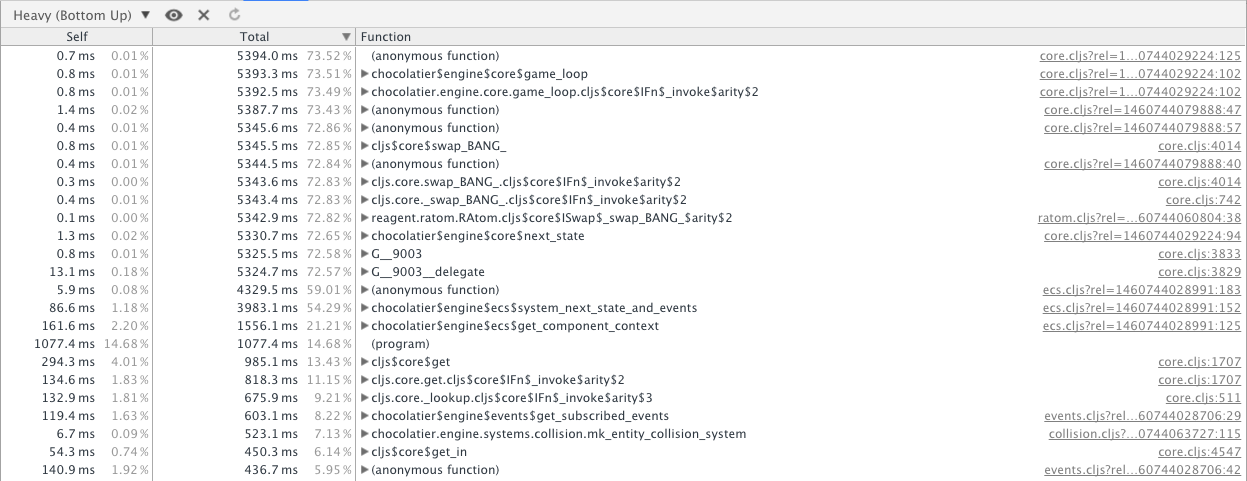 Heavy (Bottom Up) ▼
Self Total ▼ Function
0.7 ms 0.01 % 5394.0 ms 73.52 % (anonymous function) core.cljs?rel=1…0744029224:125
0.8 ms 0.01 % 5393.3 ms 73.51 % ▶ chocolatier$engine$core$game_loop core.cljs?rel=1…0744029224:102
0.8 ms 0.01 % 5392.5 ms 73.49 % ▶ chocolatier.engine.core.game_loop.cljs$core$IFn$_invoke$arity$2 core.cljs?rel=1…0744029224:102
1.4 ms 0.02 % 5387.7 ms 73.43 % ▶ (anonymous function) core.cljs?rel=1460744079888:47
0.4 ms 0.01 % 5345.6 ms 72.86 % ▶ (anonymous function) core.cljs?rel=1460744079888:57
0.8 ms 0.01 % 5345.5 ms 72.85 % ▶ cljs$core$swap_BANG_ core.cljs:4014
0.4 ms 0.01 % 5344.5 ms 72.84 % ▶ (anonymous function) core.cljs?rel=1460744079888:40
0.3 ms 0.00 % 5343.6 ms 72.83 % ▶ cljs.core.swap_BANG_.cljs$core$IFn$_invoke$arity$2 core.cljs:4014
0.4 ms 0.01 % 5343.4 ms 72.83 % ▶ cljs.core._swap_BANG_.cljs$core$IFn$_invoke$arity$2 core.cljs:742
0.1 ms 0.00 % 5342.9 ms 72.82 % ▶ reagent.ratom.RAtom.cljs$core$ISwap$_swap_BANG_$arity$2 ratom.cljs?rel=…60744060804:38
1.3 ms 0.02 % 5330.7 ms 72.65 % ▶ chocolatier$engine$core$next_state core.cljs?rel=1460744029224:94
0.8 ms 0.01 % 5325.5 ms 72.58 % ▶ G__9003 core.cljs:3833
13.1 ms 0.18 % 5324.7 ms 72.57 % ▶ G__9003__delegate core.cljs:3829
5.9 ms 0.08 % 4329.5 ms 59.01 % ▶ (anonymous function) ecs.cljs?rel=1460744028991:183
86.6 ms 1.18 % 3983.1 ms 54.29 % ▶ chocolatier$engine$ecs$system_next_state_and_events ecs.cljs?rel=1460744028991:152
161.6 ms 2.20 % 1556.1 ms 21.21 % ▶ chocolatier$engine$ecs$get_component_context ecs.cljs?rel=1460744028991:125
1077.4 ms 14.68 % 1077.4 ms 14.68 % (program)
294.3 ms 4.01 % 985.1 ms 13.43 % ▶ cljs$core$get core.cljs:1707
134.6 ms 1.83 % 818.3 ms 11.15 % ▶ cljs.core.get.cljs$core$IFn$_invoke$arity$2 core.cljs:1707
132.9 ms 1.81 % 675.9 ms 9.21 % ▶ cljs.core._lookup.cljs$core$IFn$_invoke$arity$3 core.cljs:511
119.4 ms 1.63 % 603.1 ms 8.22 % ▶ chocolatier$engine$events$get_subscribed_events events.cljs?rel…60744028706:29
6.7 ms 0.09 % 523.1 ms 7.13 % ▶ chocolatier.engine.systems.collision.mk_entity_collision_system collision.cljs?…0744063727:115
54.3 ms 0.74 % 450.3 ms 6.14 % ▶ cljs$core$get_in core.cljs:4547
140.9 ms 1.92 % 436.7 ms 5.95 % ▶ (anonymous function) events.cljs?rel…60744028706:42